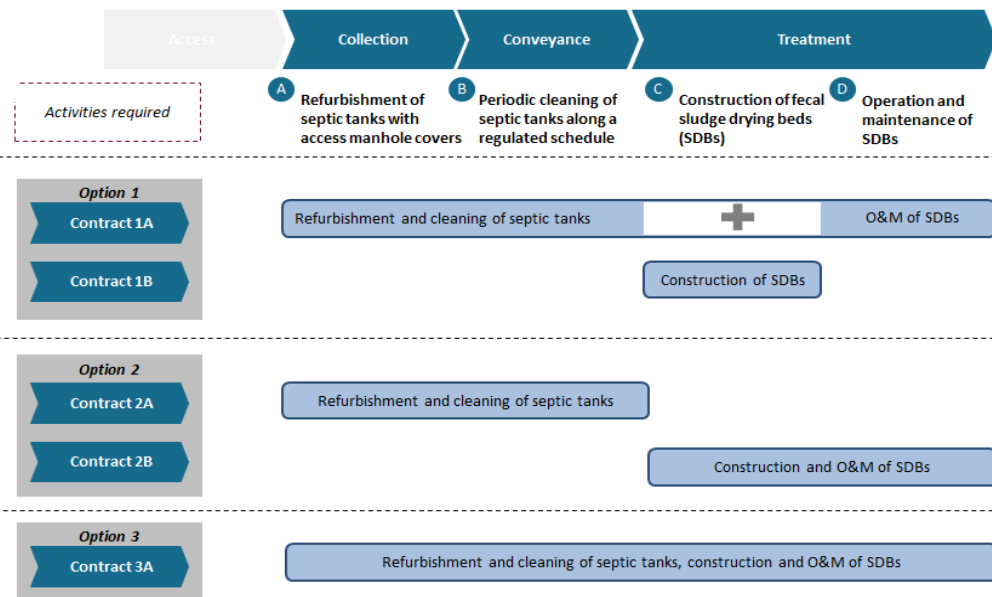 Access
Collection
Conveyance
Treatment
Activities required
A
Refurbishment of
septic tanks with
access manhole covers
B
Periodic cleaning of
septic tanks along a
regulated schedule
C
Construction of fecal
sludge drying beds
(SDBs)
D
Operation and
maintenance of
SDBs
Option 1
Contract 1A
Refurbishment and cleaning of septic tanks
O&M of SDBs
Contract 1B
Construction of SDBs
Option 2
Contract 2A
Refurbishment and cleaning of septic tanks
Contract 2B
Construction and O&M of SDBs
Option 3
Contract 3A
Refurbishment and cleaning of septic tanks, construction and O&M of SDBs